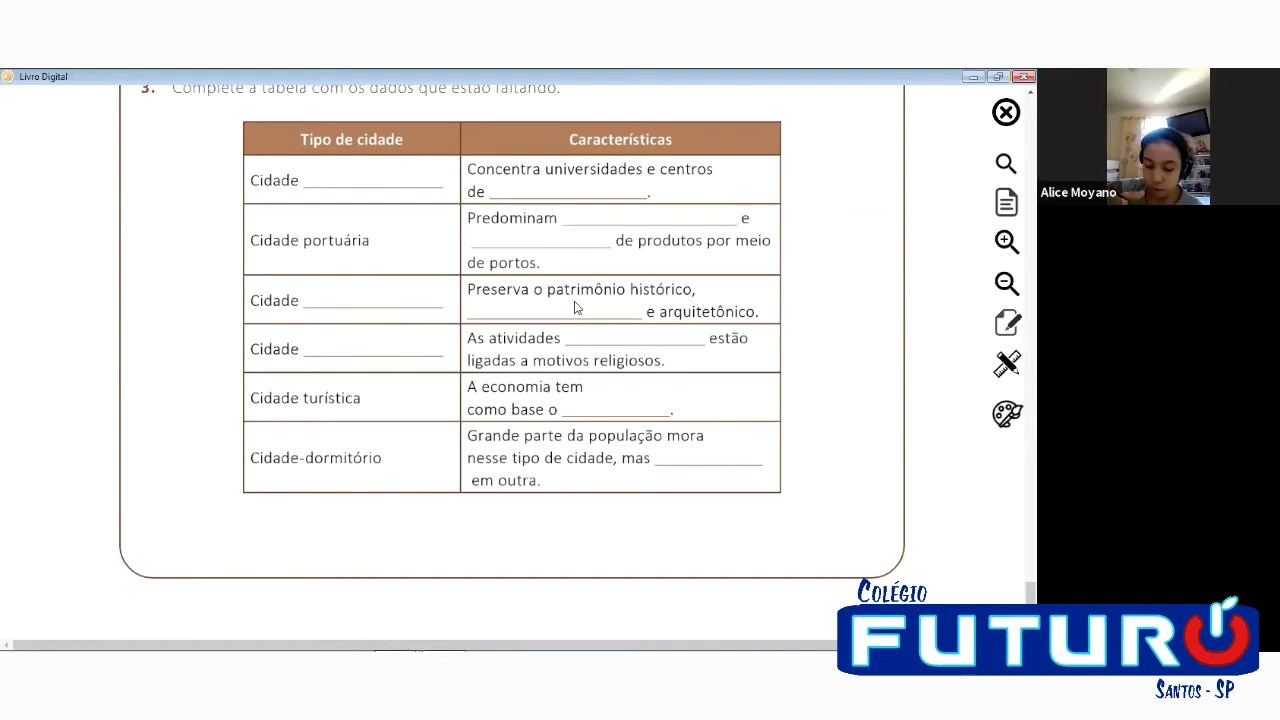 Livro Digital
3. Complete a tabela com os dados que estão faltando.
Tipo de cidade
Características
Cidade ________________
Concentra universidades e centros
de __________________.
Cidade portuária
Predominam ____________________ e
________________ de produtos por meio
de portos.
Cidade ________________
Preserva o patrimônio histórico,
____________________ e arquitetônico.
Cidade ________________
As atividades ________________ estão
ligadas a motivos religiosos.
Cidade turística
A economia tem
como base o ____________.
Cidade-dormitório
Grande parte da população mora
nesse tipo de cidade, mas ____________
em outra.
Alice Moyano
COLÉGIO
FUTURO
SANTOS - SP